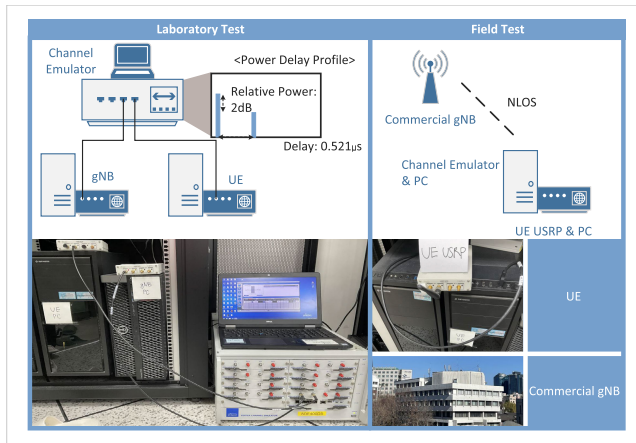 Laboratory Test
Field Test
Channel
Emulator
<Power Delay Profile>
Relative Power:
2dB
Delay: 0.521µs
gNB
UE
Commercial gNB
NLOS
Channel Emulator
& PC
UE USRP & PC
UE
PC
gNB
PC
UE USRP
UE
Commercial gNB